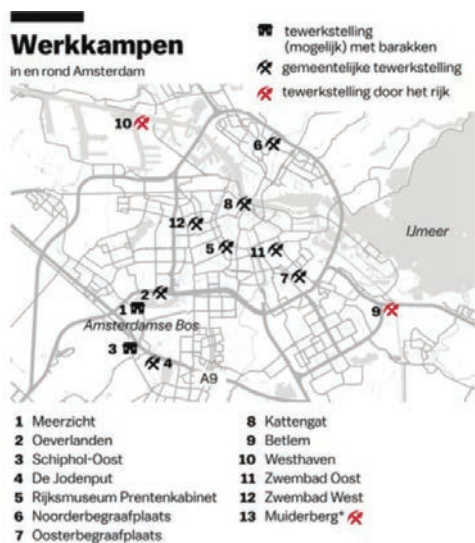 Werkkampen
in en rond Amsterdam
tewerkstelling
(mogelijk) met barakken
gemeentelijke tewerkstelling
tewerkstelling door het rijk
10
6
8
12
5
11
IJmeer
7
2
1
9
Amsterdamse Bos
3
4
A9
1 Meerzicht
2 Oeverlanden
3 Schiphol-Oost
4 De Jodenput
5 Rijksmuseum Prentenkabinet
6 Noorderbegraafplaats
7 Oosterbegraafplaats
8 Kattengat
9 Betlem
10 Westhaven
11 Zwembad Oost
12 Zwembad West
13 Muiderberg*